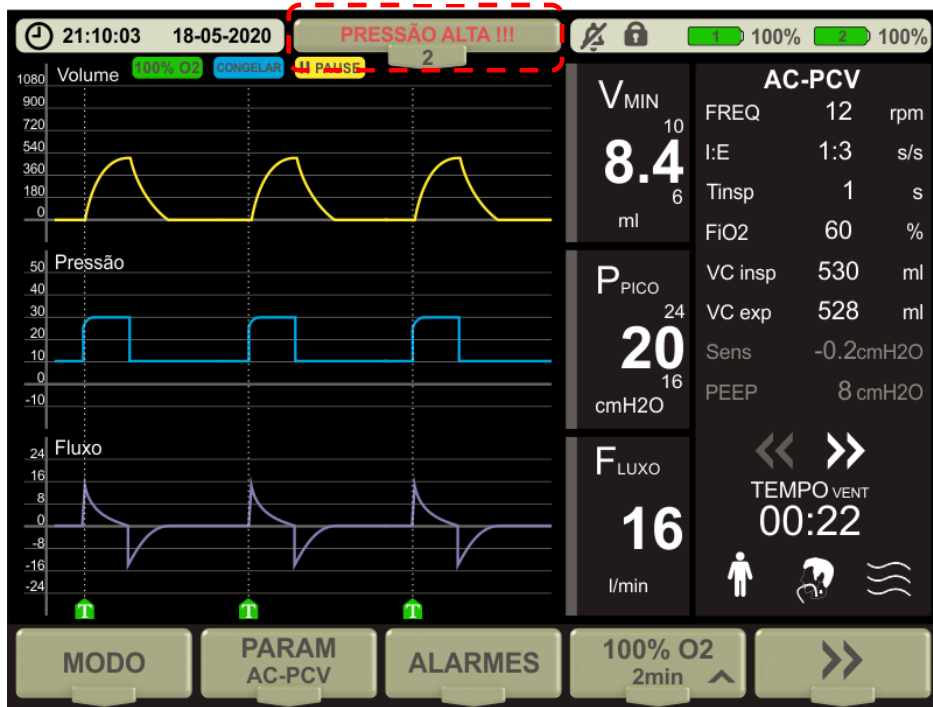 21:10:03 18-05-2020
PRESSÃO ALTA !!!
2
1 100% 2 100%
Volume 100% O2 CONGELAR PAUSE
1080
900
720
540
360
180
0
Pressão
50
40
30
20
10
0
-10
Fluxo
24
16
8
0
-8
-16
-24
T T T
VMIN
10
8.4
6
ml
PPICO
24
20
16
cmH2O
FLUXO
16
l/min
AC-PCV
FREQ 12 rpm
I:E 1:3 s/s
Tinsp 1 s
FiO2 60 %
VC insp 530 ml
VC exp 528 ml
Sens -0.2cmH2O
PEEP 8 cmH2O
TEMPO VENT
00:22
MODO
PARAM
AC-PCV
ALARMES
100% O2
2min